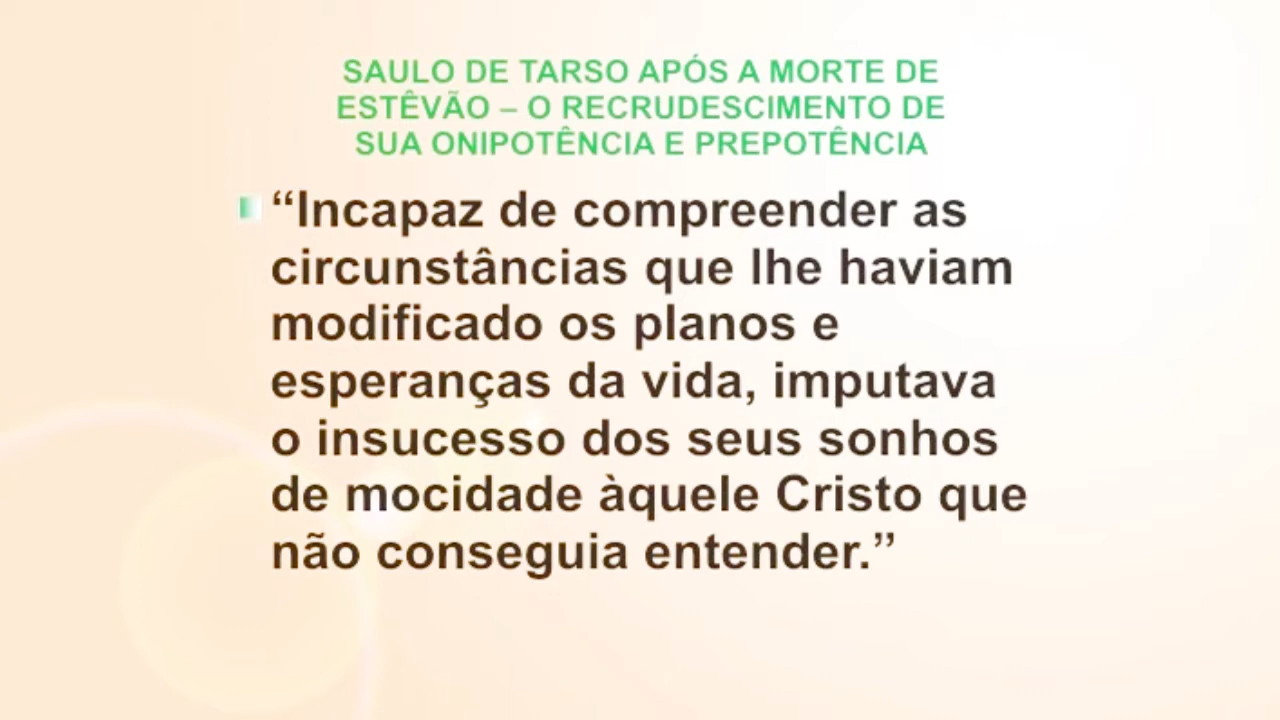 SAULO DE TARSO APÓS A MORTE DE
ESTÊVÃO – O RECRUDESCIMENTO DE
SUA ONIPOTÊNCIA E PREPOTÊNCIA
“Incapaz de compreender as
circunstâncias que lhe haviam
modificado os planos e
esperanças da vida, imputava
o insucesso dos seus sonhos
de mocidade àquele Cristo que
não conseguia entender.”